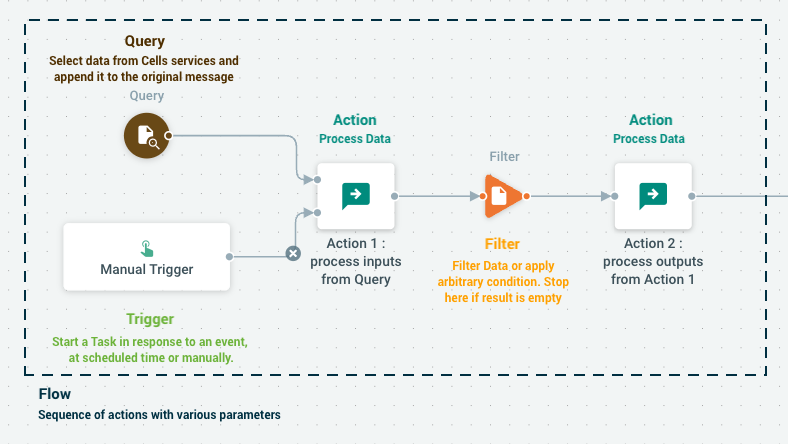 Query
Select data from Cells services and
append it to the original message
Query
Manual Trigger
Trigger
Start a Task in response to an event,
at scheduled time or manually.
Action
Process Data
Action 1 :
process inputs
from Query
Filter
Filter
Filter Data or apply
arbitrary condition. Stop
here if result is empty
Action
Process Data
Action 2 :
process outputs
from Action 1
Flow
Sequence of actions with various parameters